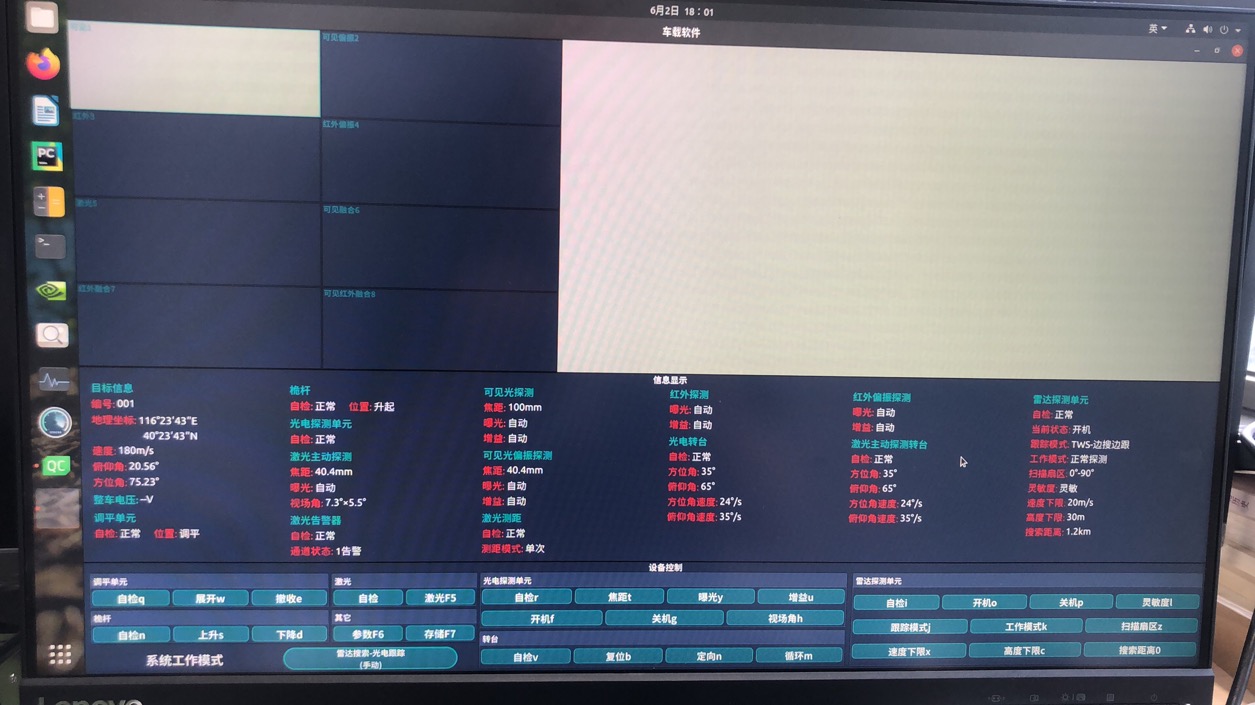 6月2日 18：01
车载软件
英
可见偏振2
红外3
红外偏振4
激光5
可见融合6
红外融合7
可见红外融合8
信息显示
目标信息
编号: 001
地理坐标: 116°23'43"E
40°23'43"N
速度: 180m/s
俯仰角: 20.56°
方位角: 75.23°
整车电压: --V
调平单元
自检: 正常 位置: 调平
桅杆
自检: 正常 位置: 升起
光电探测单元
自检: 正常
激光主动探测
焦距: 40.4mm
曝光: 自动
视场角: 7.3°×5.5°
激光告警器
自检: 正常
通道状态: 1告警
可见光探测
焦距: 100mm
曝光: 自动
增益: 自动
可见光偏振探测
焦距: 40.4mm
曝光: 自动
增益: 自动
激光测距
自检: 正常
测距模式: 单次
红外探测
曝光: 自动
增益: 自动
光电转台
自检: 正常
方位角: 35°
俯仰角: 65°
方位角速度: 24°/s
俯仰角速度: 35°/s
红外偏振探测
曝光: 自动
增益: 自动
激光主动探测转台
自检: 正常
方位角: 35°
俯仰角: 65°
方位角速度: 24°/s
俯仰角速度: 35°/s
雷达探测单元
自检: 正常
当前状态: 开机
跟踪模式: TWS-边搜边跟
工作模式: 正常探测
扫描扇区: 0°-90°
灵敏度: 灵敏
速度下限: 20m/s
高度下限: 30m
搜索距离: 1.2km
设备控制
调平单元
自检q 展开w 撤收e
桅杆
自检n 上升s 下降d
系统工作模式
雷达搜索-光电跟踪
(手动)
激光
自检 激光F5
其它
参数F6 存储F7
光电探测单元
自检r 焦距t 曝光y 增益u
开机f 关机g 视场角h
转台
自检v 复位b 定向n 循环m
雷达探测单元
自检i 开机o 关机p 灵敏度l
跟踪模式j 工作模式k 扫描扇区z
速度下限x 高度下限c 搜索距离0
PC
QC
Lenovo